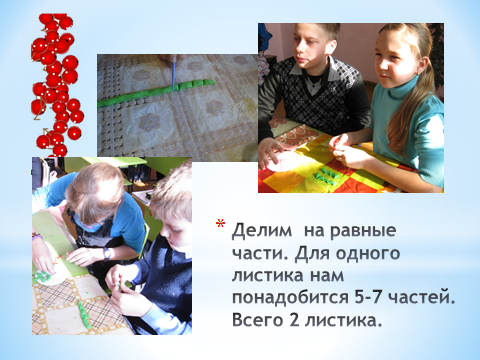 * Делим на равные
части. Для одного
листика нам
понадобится 5-7 частей.
Всего 2 листика.